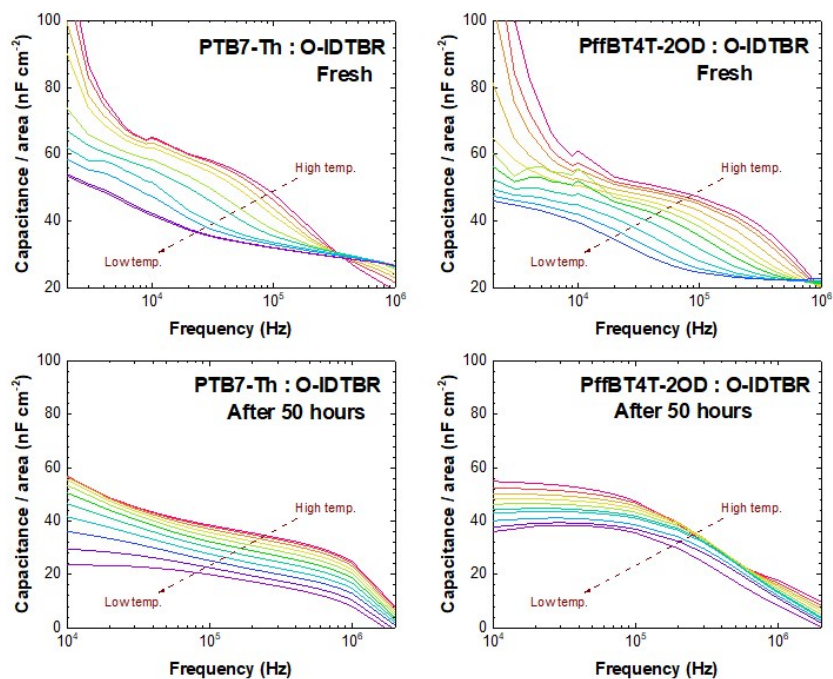 PTB7-Th : O-IDTBR
Fresh
High temp.
Low temp.
100
80
60
40
20
10⁴
10⁵
10⁶
Capacitance / area (nF cm⁻²)
Frequency (Hz)
PffBT4T-2OD : O-IDTBR
Fresh
High temp.
Low temp.
100
80
60
40
20
10⁴
10⁵
10⁶
Capacitance / area (nF cm⁻²)
Frequency (Hz)
PTB7-Th : O-IDTBR
After 50 hours
High temp.
Low temp.
100
80
60
40
20
0
10⁴
10⁵
10⁶
Capacitance / area (nF cm⁻²)
Frequency (Hz)
PffBT4T-2OD : O-IDTBR
After 50 hours
High temp.
Low temp.
100
80
60
40
20
0
10⁴
10⁵
10⁶
Capacitance / area (nF cm⁻²)
Frequency (Hz)